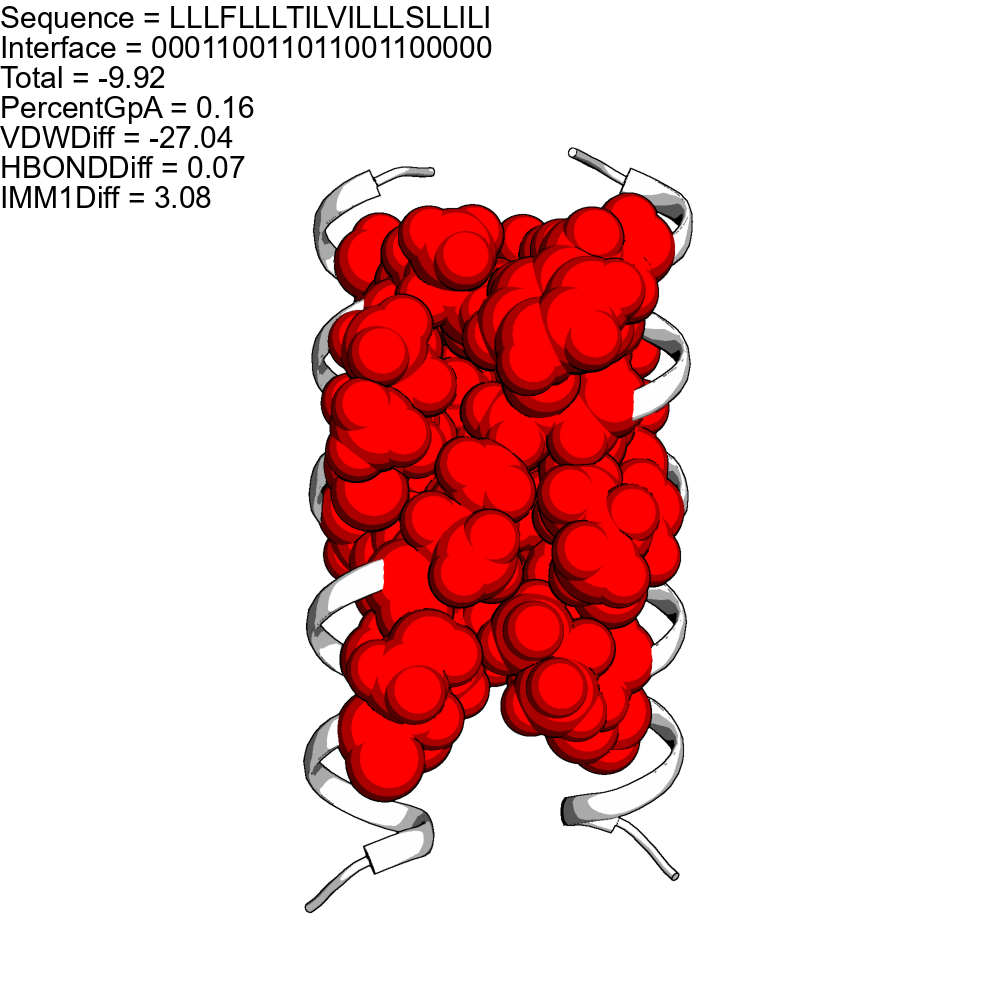 Sequence = LLLFLLLTILVILLLSLLILI
Interface = 000110011011001100000
Total = -9.92
PercentGpA = 0.16
VDWDiff = -27.04
HBONDDiff = 0.07
IMM1Diff = 3.08